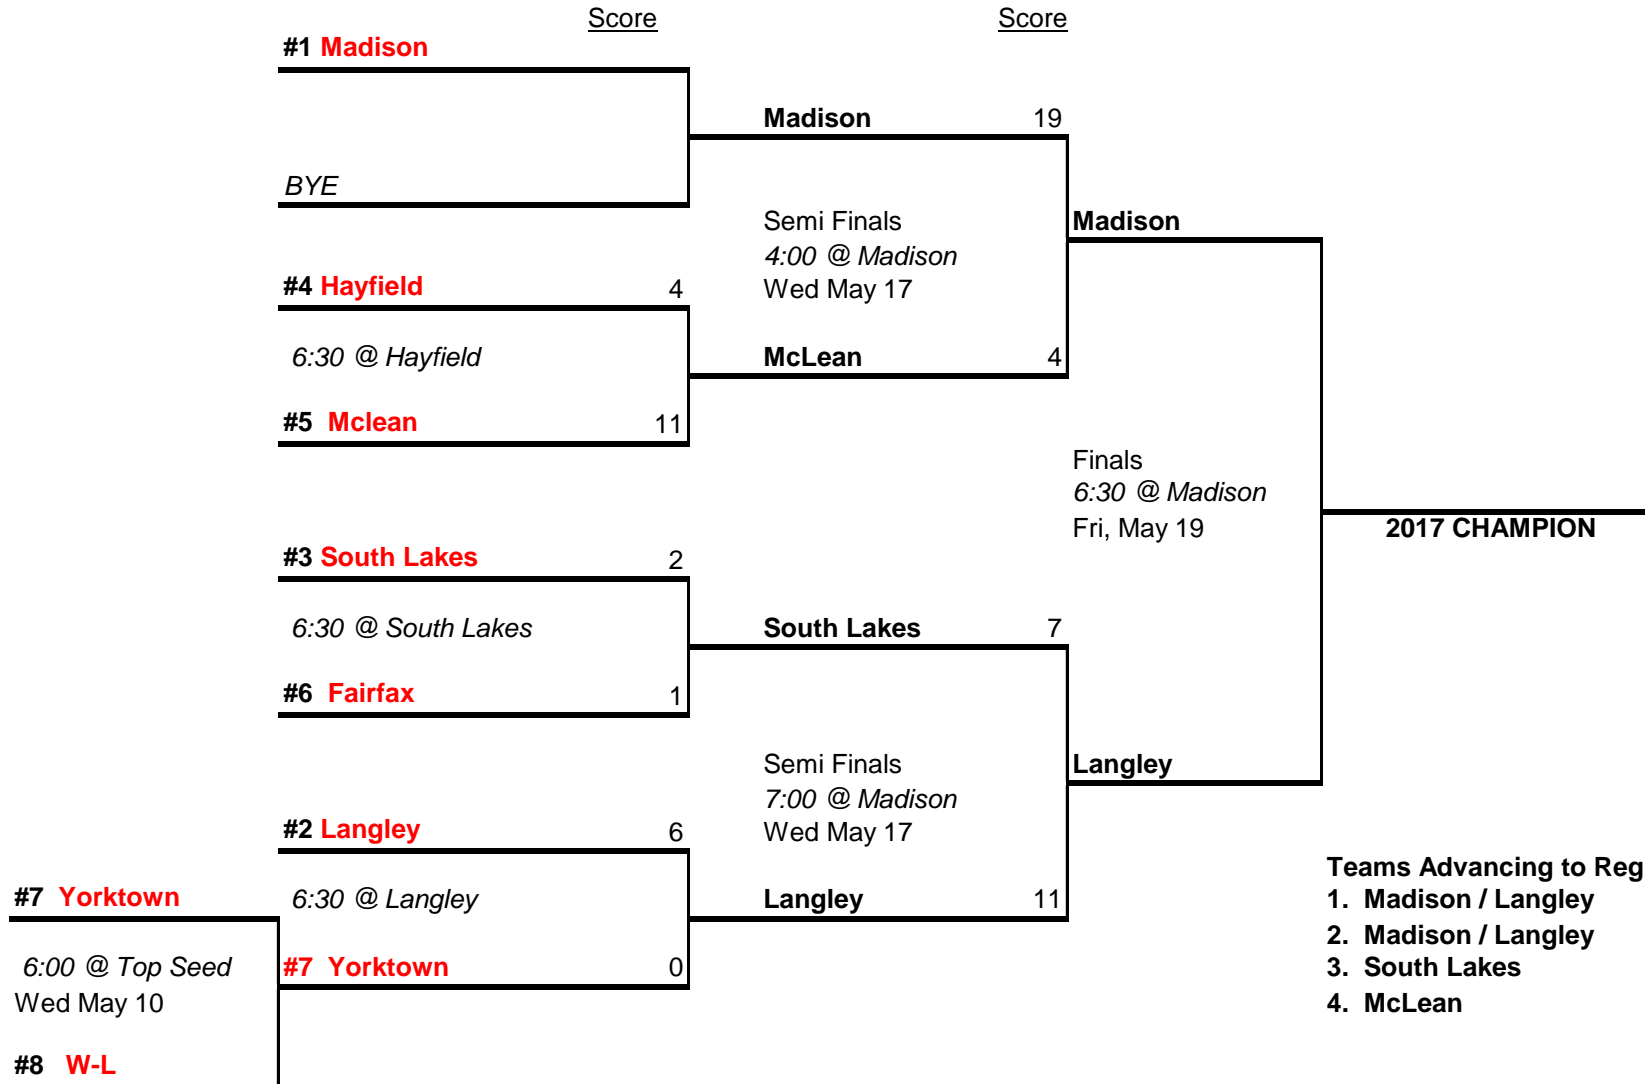 Score Score
#1 Madison
Madison 19
BYE
Semi Finals Madison
4:00 @ Madison
#4 Hayfield 4 Wed May 17
6:30 @ Hayfield McLean 4
#5 Mclean 11
Finals
6:30 @ Madison
Fri, May 19 2017 CHAMPION
#3 South Lakes 2
6:30 @ South Lakes South Lakes 7
#6 Fairfax 1
Semi Finals Langley
7:00 @ Madison
#2 Langley 6 Wed May 17
Teams Advancing to Reg
#7 Yorktown 6:30 @ Langley Langley 11 1. Madison / Langley
2. Madison / Langley
6:00 @ Top Seed #7 Yorktown 0 3. South Lakes
Wed May 10 4. McLean
#8 W-L